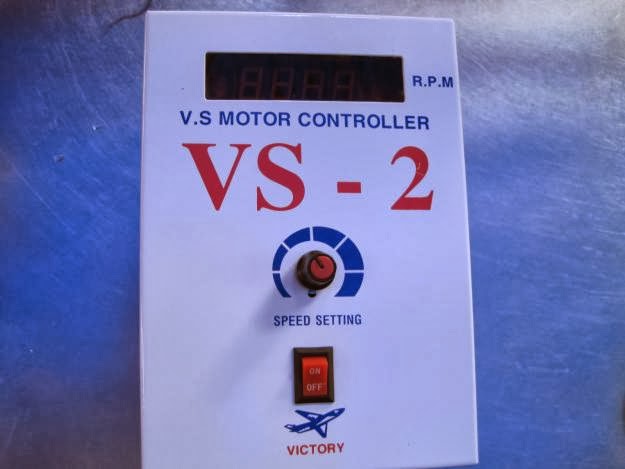 R.P.M
V.S MOTOR CONTROLLER
VS - 2
SPEED SETTING
ON
OFF
VICTORY